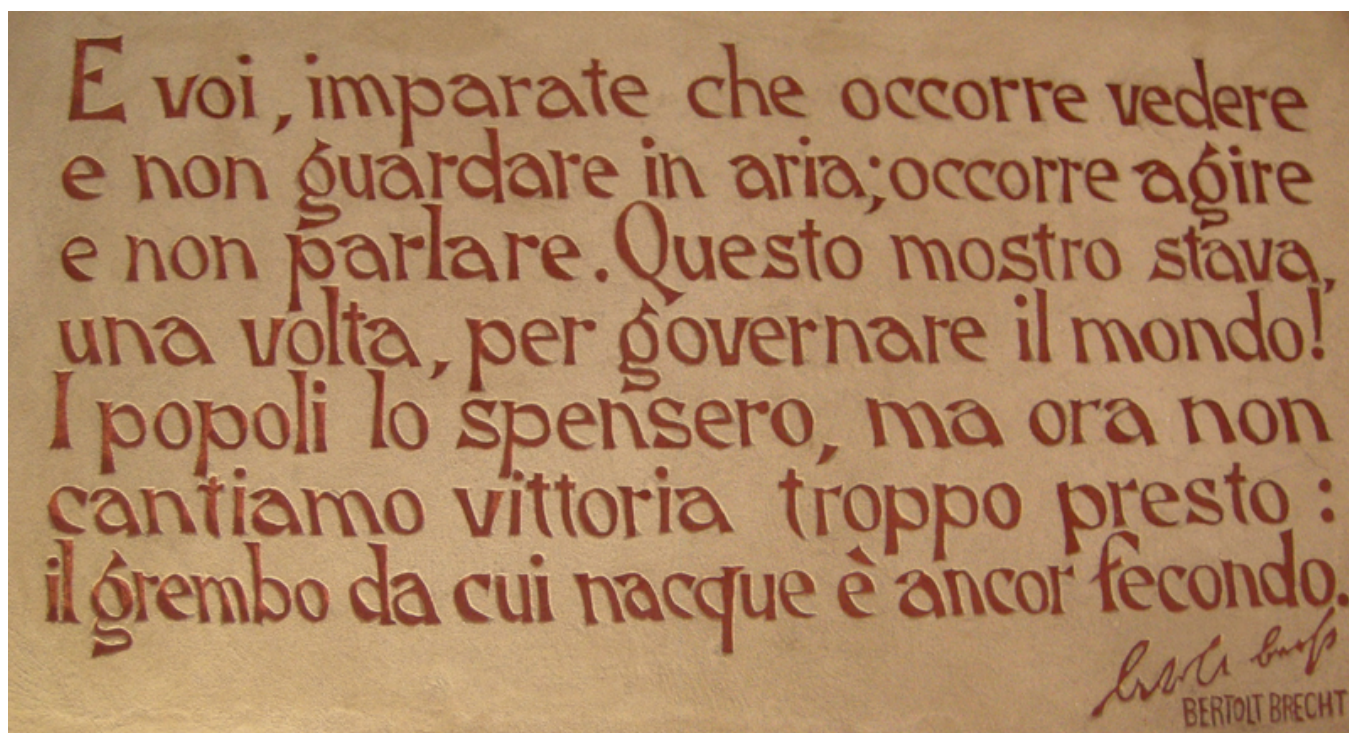 E voi, imparate che occorre vedere
e non guardare in aria; occorre agire
e non parlare. Questo mostro stava,
una volta, per governare il mondo!
I popoli lo spensero, ma ora non
cantiamo vittoria troppo presto:
il grembo da cui nacque è ancor fecondo.
bertolt brecht
BERTOLT BRECHT